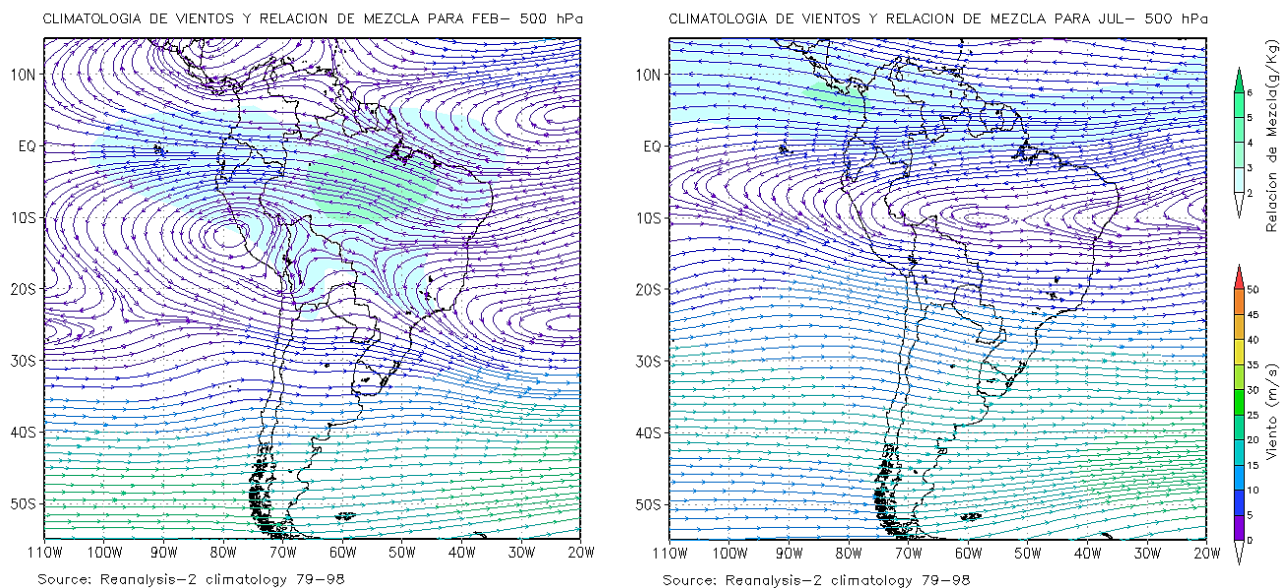 CLIMATOLOGIA DE VIENTOS Y RELACION DE MEZCLA PARA FEB- 500 hPa
10N
EQ
10S
20S
30S
40S
50S
110W 100W 90W 80W 70W 60W 50W 40W 30W 20W
Source: Reanalysis-2 climatology 79-98
CLIMATOLOGIA DE VIENTOS Y RELACION DE MEZCLA PARA JUL- 500 hPa
10N
EQ
10S
20S
30S
40S
50S
110W 100W 90W 80W 70W 60W 50W 40W 30W 20W
Source: Reanalysis-2 climatology 79-98
6
5
4
3
2
Relacion de Mezcla(g/Kg)
50
45
40
35
30
25
20
15
10
5
0
Viento (m/s)